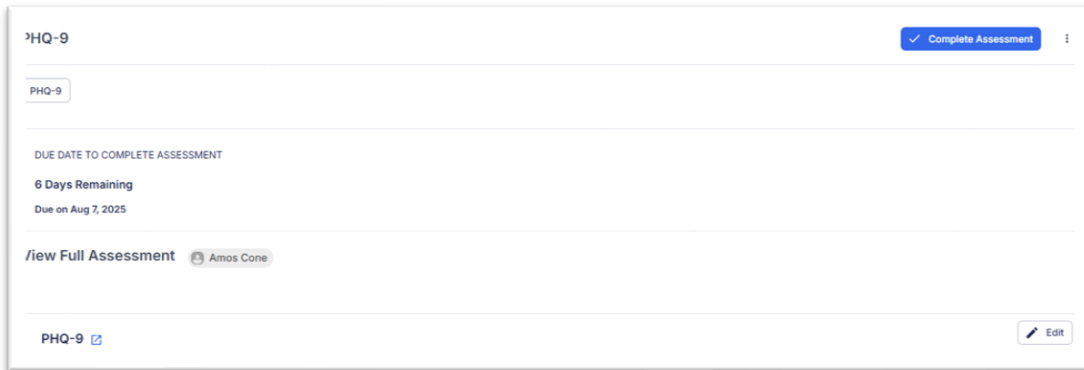 PHQ-9
Complete Assessment
PHQ-9
DUE DATE TO COMPLETE ASSESSMENT
6 Days Remaining
Due on Aug 7, 2025
View Full Assessment Amos Cone
PHQ-9
Edit